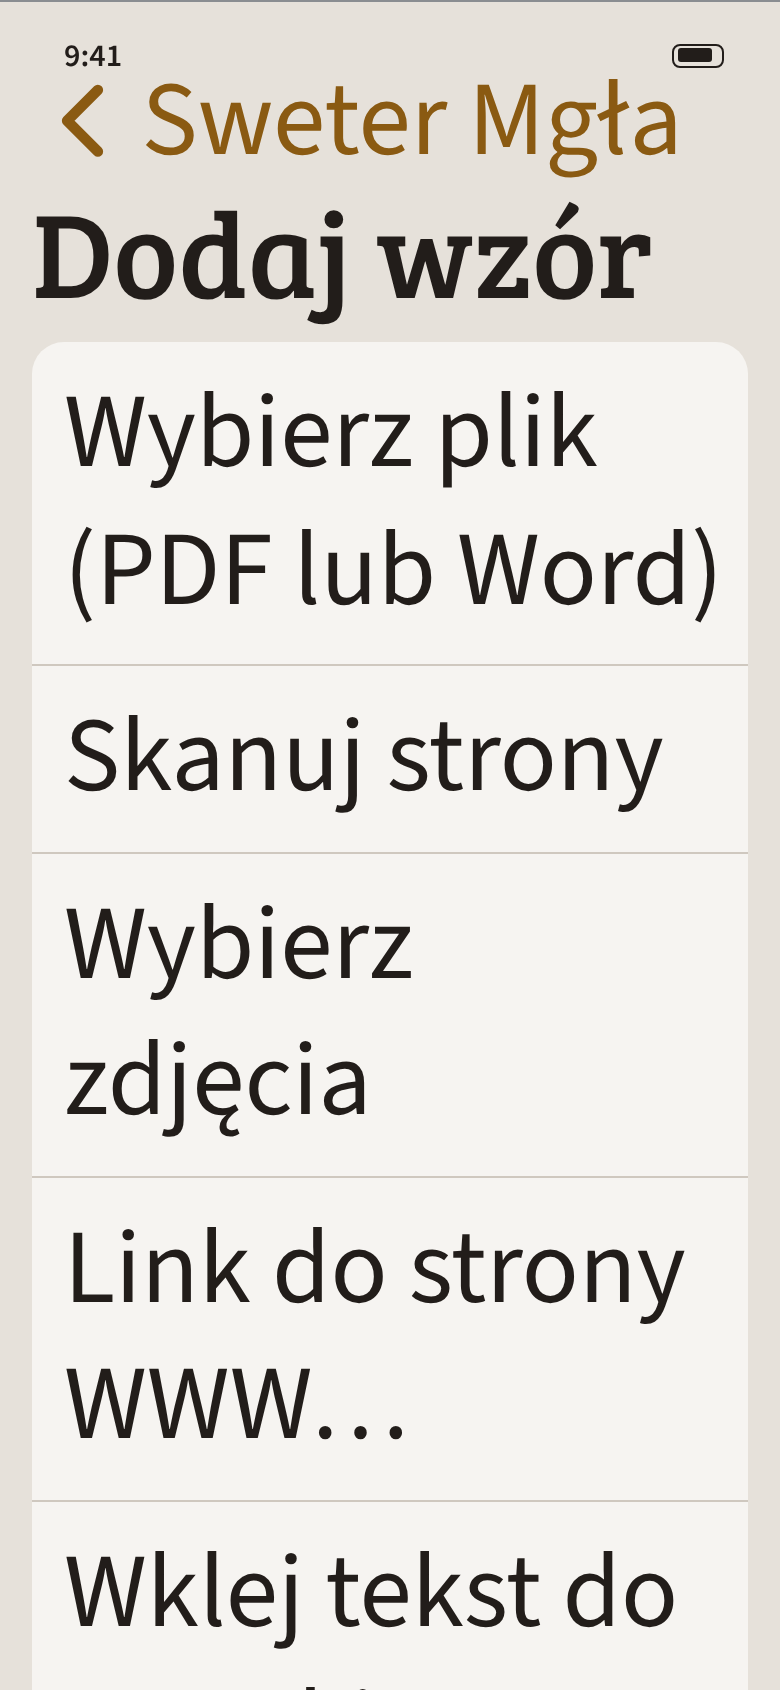 9:41
Sweter Mgła
Dodaj wzór
Wybierz plik
(PDF lub Word)
Skanuj strony
Wybierz
zdjęcia
Link do strony
WWW…
Wklej tekst do